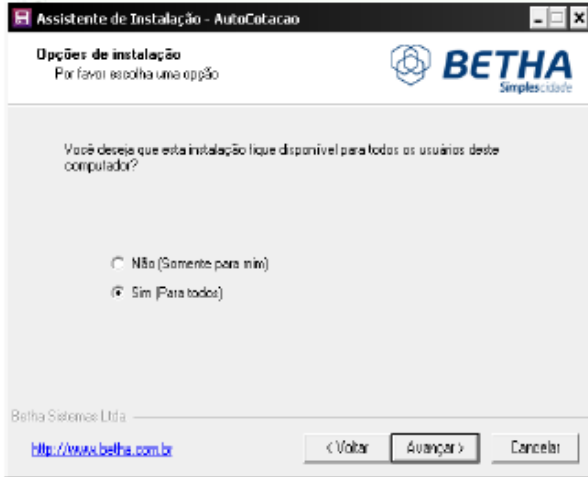 Assistente de Instalação - AutoCotacao
Opções de instalação
Por favor escolha uma opção
BETHA
Simplescidade
Você deseja que esta instalação fique disponível para todos os usuários deste
computador?
Não (Somente para mim)
Sim (Para todos)
Betha Sistemas Ltda
http://www.betha.com.br
< Voltar
Avançar >
Cancelar